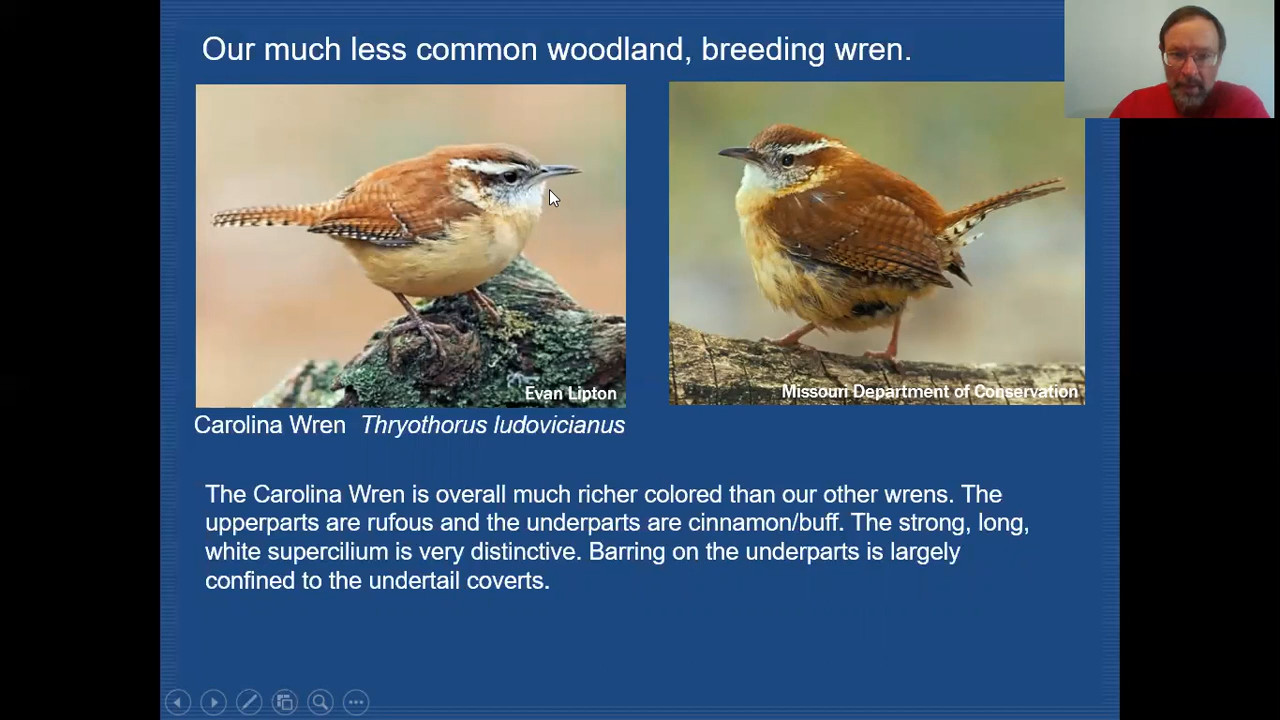 Our much less common woodland, breeding wren.
Evan Lipton
Missouri Department of Conservation
Carolina Wren Thryothorus ludovicianus
The Carolina Wren is overall much richer colored than our other wrens. The
upperparts are rufous and the underparts are cinnamon/buff. The strong, long,
white supercilium is very distinctive. Barring on the underparts is largely
confined to the undertail coverts.